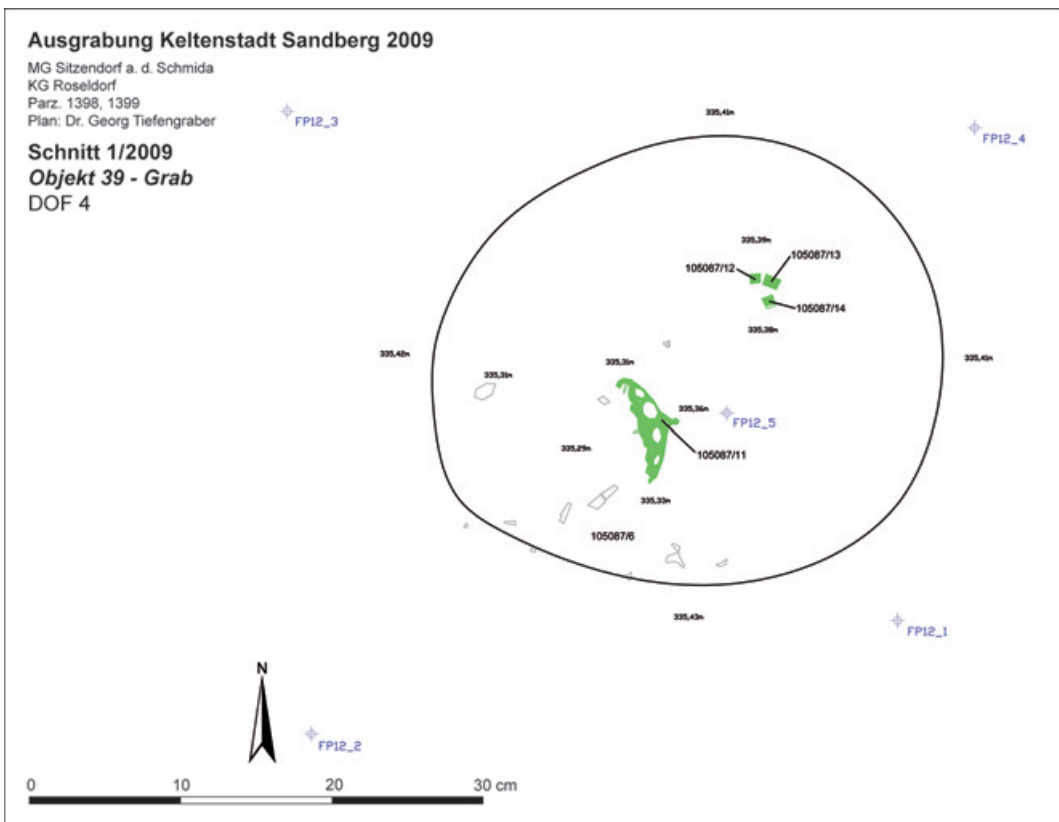 Ausgrabung Keltenstadt Sandberg 2009
MG Sitzendorf a. d. Schmida
KG Roseldorf
Parz. 1398, 1399
Plan: Dr. Georg Tiefengraber
Schnitt 1/2009
Objekt 39 - Grab
DOF 4
FP12_3
335,41m
FP12_4
335,39m
105087/12
105087/13
105087/14
335,38m
335,42m
335,41m
335,31m
335,31m
335,36m
FP12_5
335,29m
105087/11
335,33m
105087/6
335,43m
FP12_1
N
FP12_2
0 10 20 30 cm